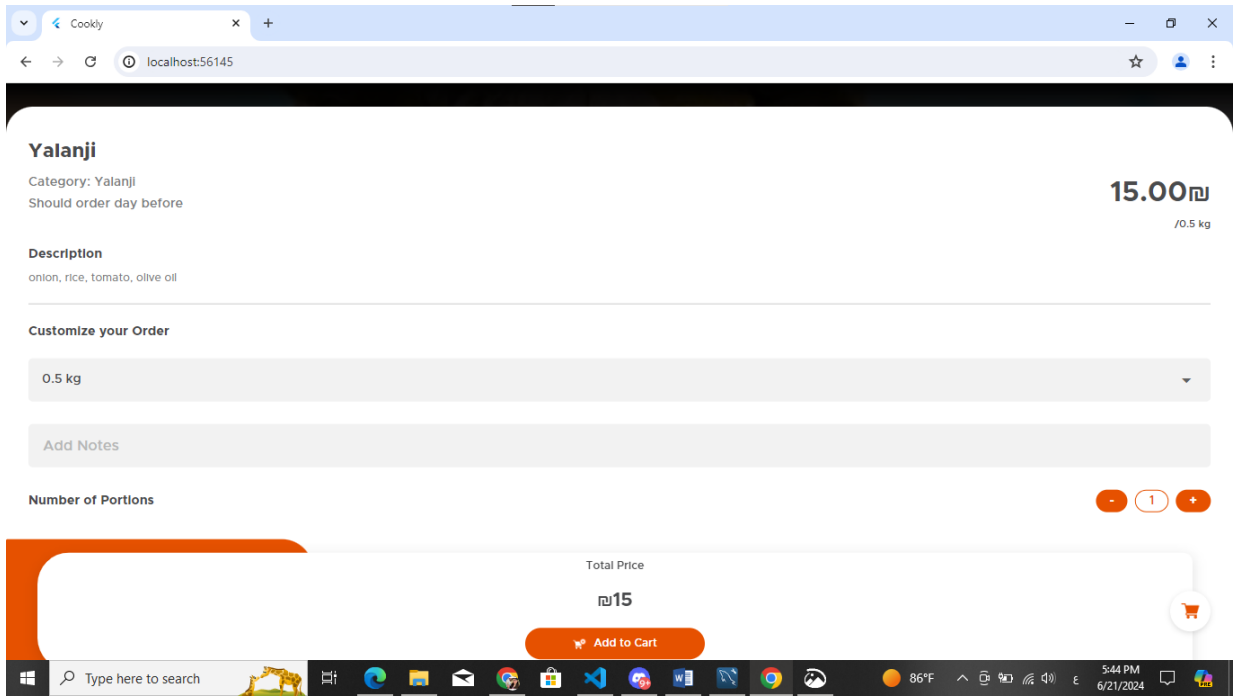 Cookly
localhost:56145
Yalanji
Category: Yalanji
Should order day before
15.00₪
/0.5 kg
Description
onion, rice, tomato, olive oil
Customize your Order
0.5 kg
Add Notes
Number of Portions
- 1 +
Total Price
₪15
Add to Cart
Type here to search
86°F
ع
5:44 PM
6/21/2024